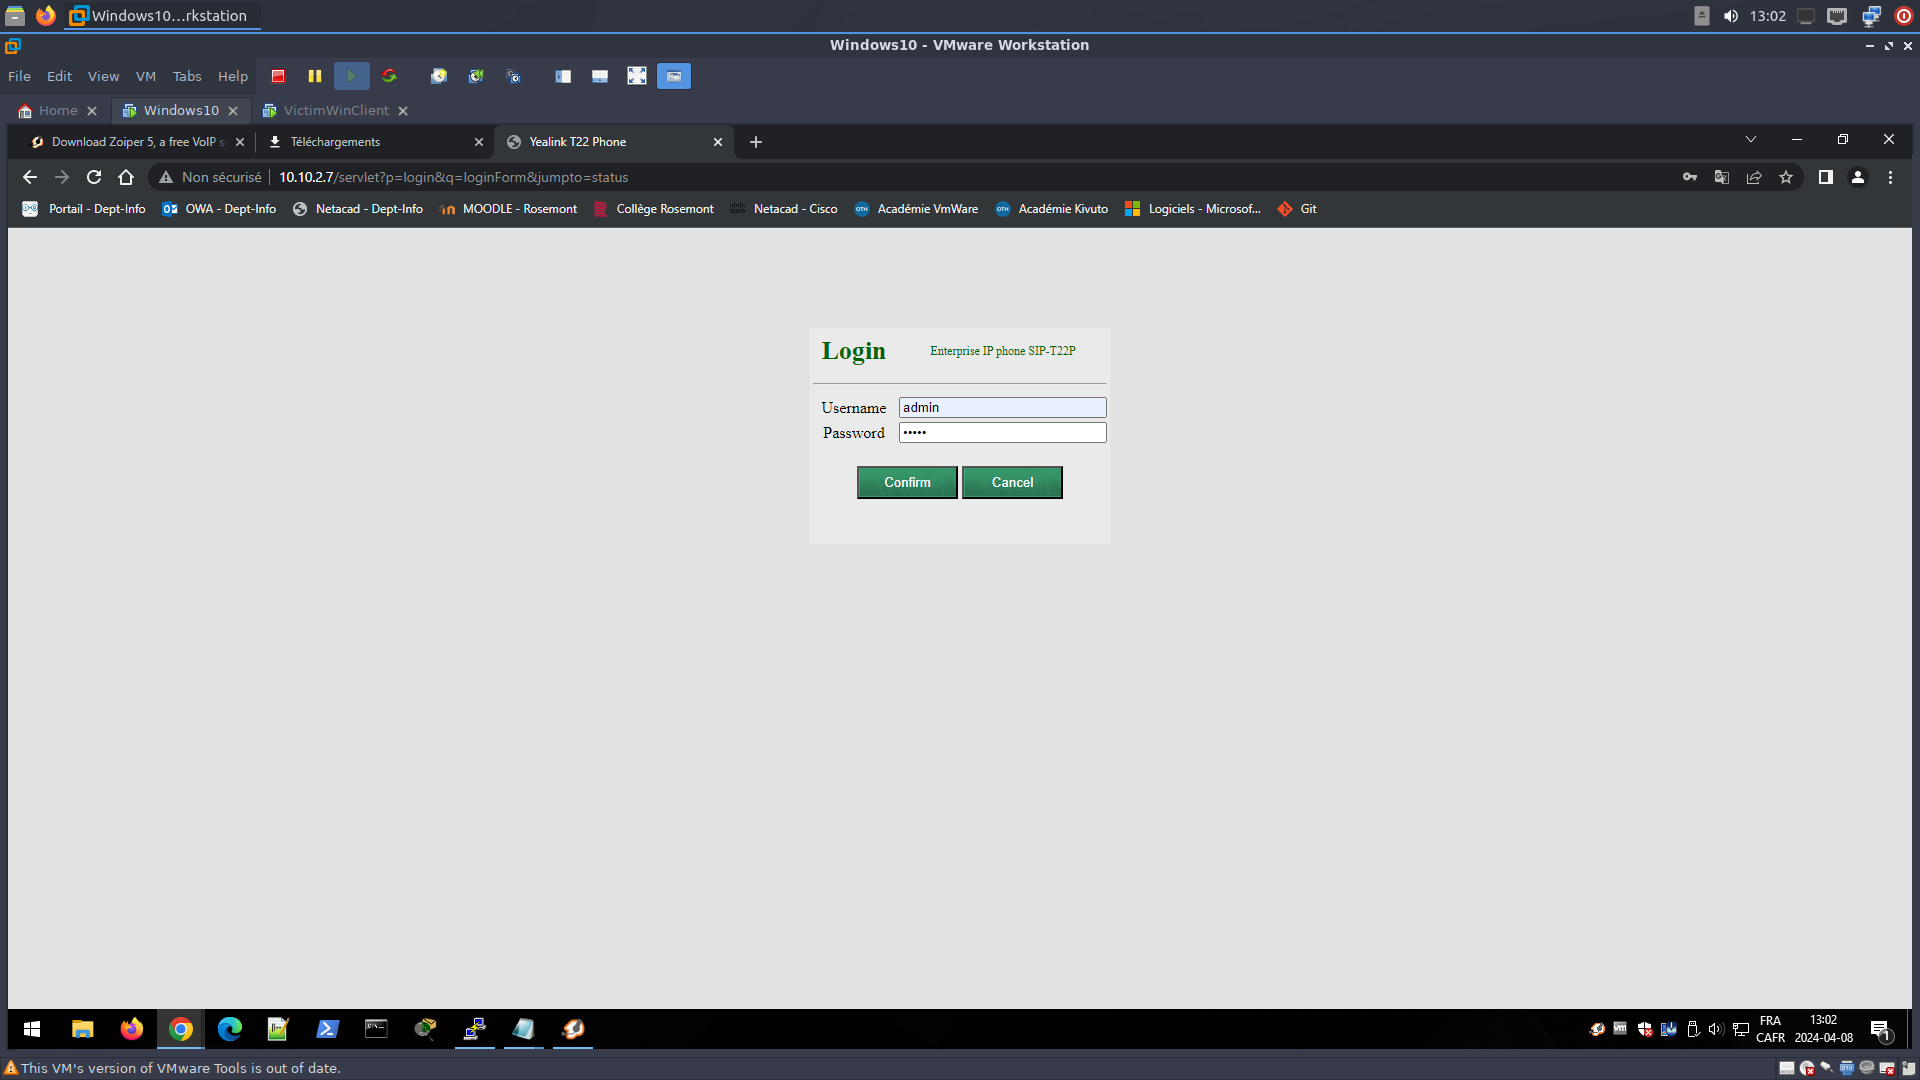 Windows10...rkstation
13:02
Windows10 - VMware Workstation
File Edit View VM Tabs Help
Home
Windows10
VictimWinClient
Download Zoiper 5, a free VoIP s
Téléchargements
Yealink T22 Phone
Non sécurisé
10.10.2.7/servlet?p=login&q=loginForm&jumpto=status
Portail - Dept-Info
OWA - Dept-Info
Netacad - Dept-Info
MOODLE - Rosemont
Collège Rosemont
Netacad - Cisco
Académie VmWare
Académie Kivuto
Logiciels - Microsof...
Git
Login
Enterprise IP phone SIP-T22P
Username
admin
Password
•••••
Confirm
Cancel
FRA
CAFR
13:02
2024-04-08
1
This VM's version of VMware Tools is out of date.